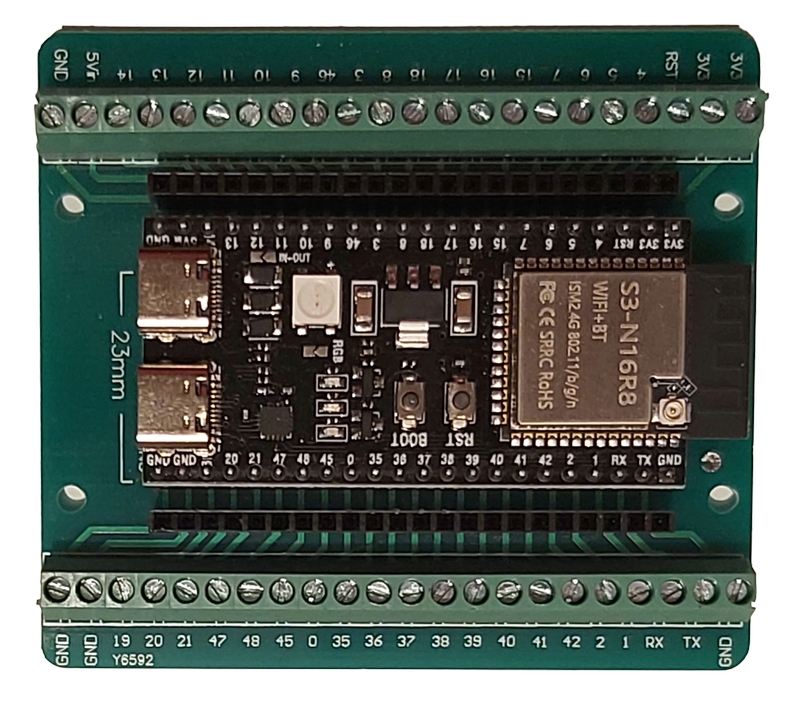 GND 5Vin 14 13 12 11 10 9 46 3 8 18 17 16 15 7 6 5 4 RST 3V3 3V3
GND 5Vin 13 12 11 10 9 46 3 8 18 17 16 15 7 6 5 4 RST 3V3 3V3
IN-OUT
RGB
23mm
BOOT
RST
S3-N16R8
WIFI+BT
ISM2.4G 802.11/b/g/n
FC CE SPRC RoHS
GND GND 20 21 47 48 45 0 35 36 37 38 39 40 41 42 2 1 RX TX GND
GND GND 19 20 21 47 48 45 0 35 36 37 38 39 40 41 42 2 1 RX TX GND
Y6592